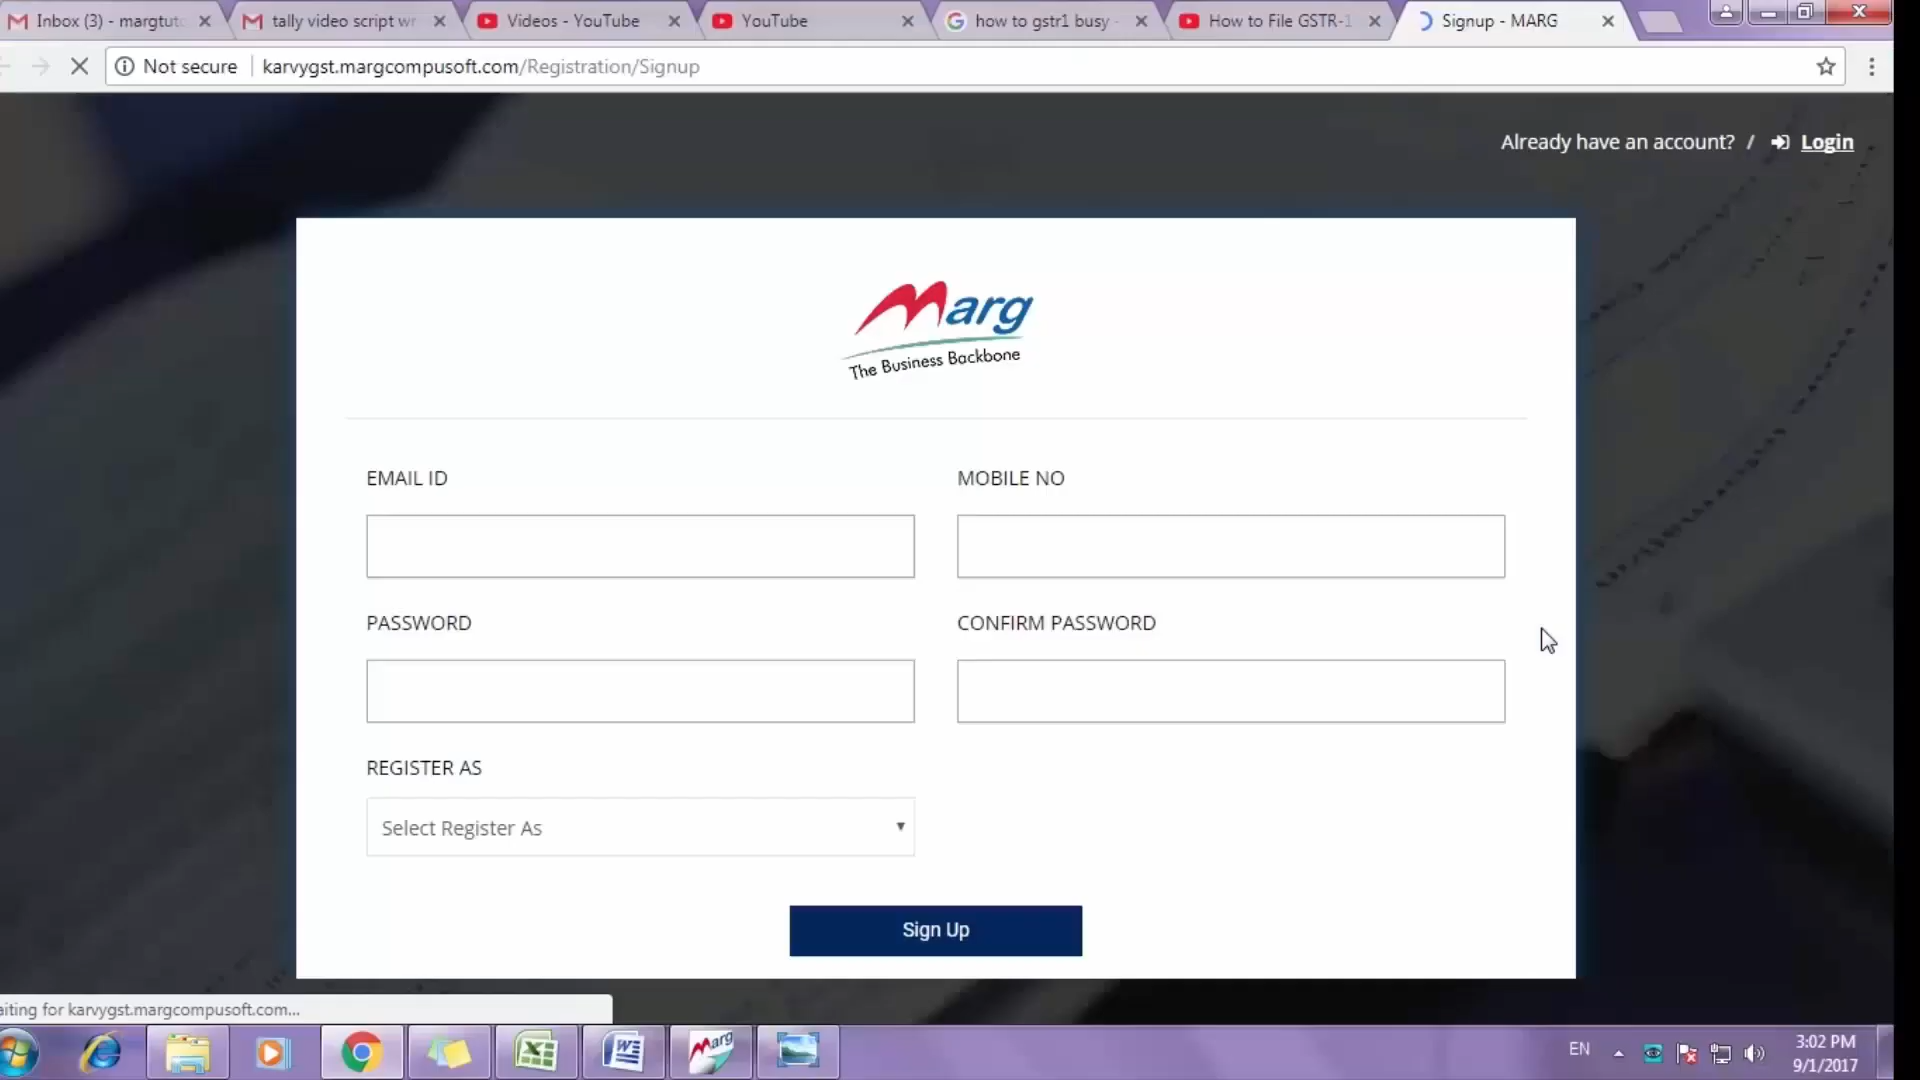 Inbox (3) - margtut
tally video script wr
Videos - YouTube
YouTube
how to gstr1 busy -
How to File GSTR-1
Signup - MARG
Not secure
karvygst.margcompusoft.com/Registration/Signup
Already have an account? / Login
Marg
The Business Backbone
EMAIL ID
MOBILE NO
PASSWORD
CONFIRM PASSWORD
REGISTER AS
Select Register As
Sign Up
aiting for karvygst.margcompusoft.com...
Marg
EN
3:02 PM
9/1/2017